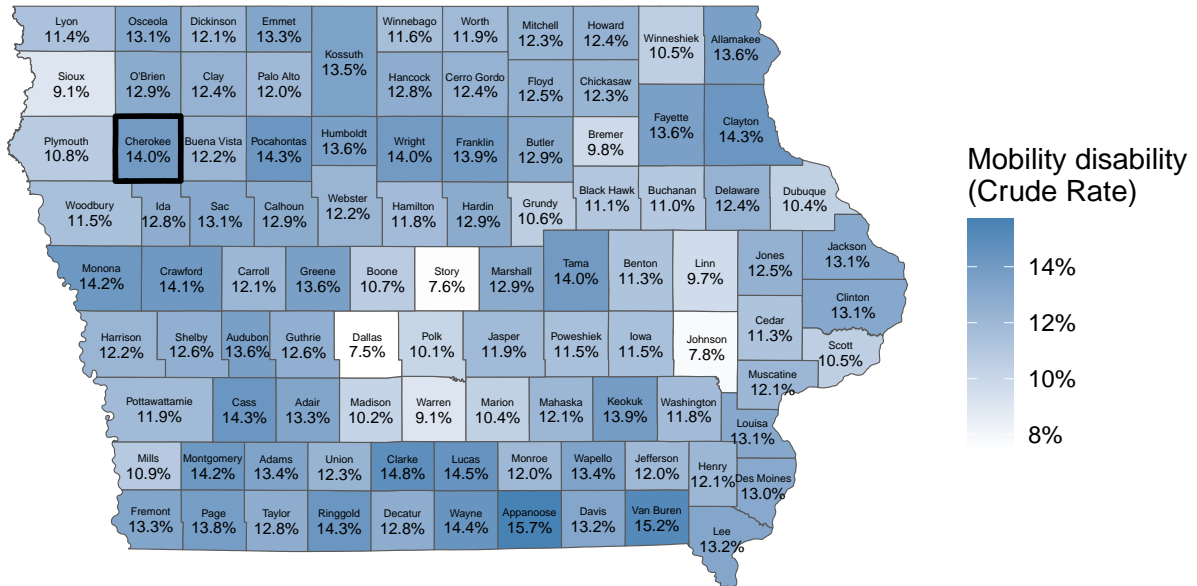 Lyon
11.4%
Osceola
13.1%
Dickinson
12.1%
Emmet
13.3%
Kossuth
13.5%
Winnebago
11.6%
Worth
11.9%
Mitchell
12.3%
Howard
12.4%
Winneshiek
10.5%
Allamakee
13.6%
Sioux
9.1%
O'Brien
12.9%
Clay
12.4%
Palo Alto
12.0%
Hancock
12.8%
Cerro Gordo
12.4%
Floyd
12.5%
Chickasaw
12.3%
Fayette
13.6%
Clayton
14.3%
Plymouth
10.8%
Cherokee
14.0%
Buena Vista
12.2%
Pocahontas
14.3%
Humboldt
13.6%
Wright
14.0%
Franklin
13.9%
Butler
12.9%
Bremer
9.8%
Woodbury
11.5%
Ida
12.8%
Sac
13.1%
Calhoun
12.9%
Webster
12.2%
Hamilton
11.8%
Hardin
12.9%
Grundy
10.6%
Black Hawk
11.1%
Buchanan
11.0%
Delaware
12.4%
Dubuque
10.4%
Monona
14.2%
Crawford
14.1%
Carroll
12.1%
Greene
13.6%
Boone
10.7%
Story
7.6%
Marshall
12.9%
Tama
14.0%
Benton
11.3%
Linn
9.7%
Jones
12.5%
Jackson
13.1%
Clinton
13.1%
Harrison
12.2%
Shelby
12.6%
Audubon
13.6%
Guthrie
12.6%
Dallas
7.5%
Polk
10.1%
Jasper
11.9%
Poweshiek
11.5%
Iowa
11.5%
Johnson
7.8%
Cedar
11.3%
Scott
10.5%
Muscatine
12.1%
Pottawattamie
11.9%
Cass
14.3%
Adair
13.3%
Madison
10.2%
Warren
9.1%
Marion
10.4%
Mahaska
12.1%
Keokuk
13.9%
Washington
11.8%
Louisa
13.1%
Mills
10.9%
Montgomery
14.2%
Adams
13.4%
Union
12.3%
Clarke
14.8%
Lucas
14.5%
Monroe
12.0%
Wapello
13.4%
Jefferson
12.0%
Henry
12.1%
Des Moines
13.0%
Fremont
13.3%
Page
13.8%
Taylor
12.8%
Ringgold
14.3%
Decatur
12.8%
Wayne
14.4%
Appanoose
15.7%
Davis
13.2%
Van Buren
15.2%
Lee
13.2%
Mobility disability
(Crude Rate)
14%
12%
10%
8%